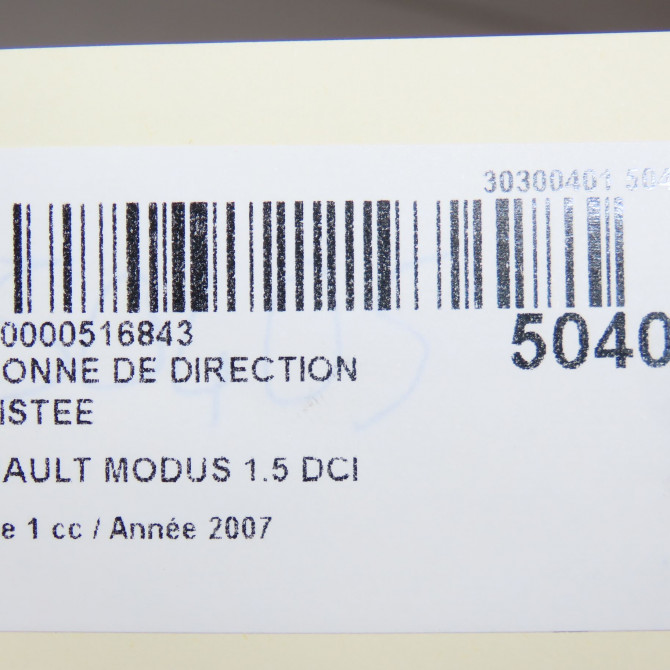 30300401 504
0000516843
5040
ONNE DE DIRECTION
ISTEE
AULT MODUS 1.5 DCI
e 1 cc / Année 2007